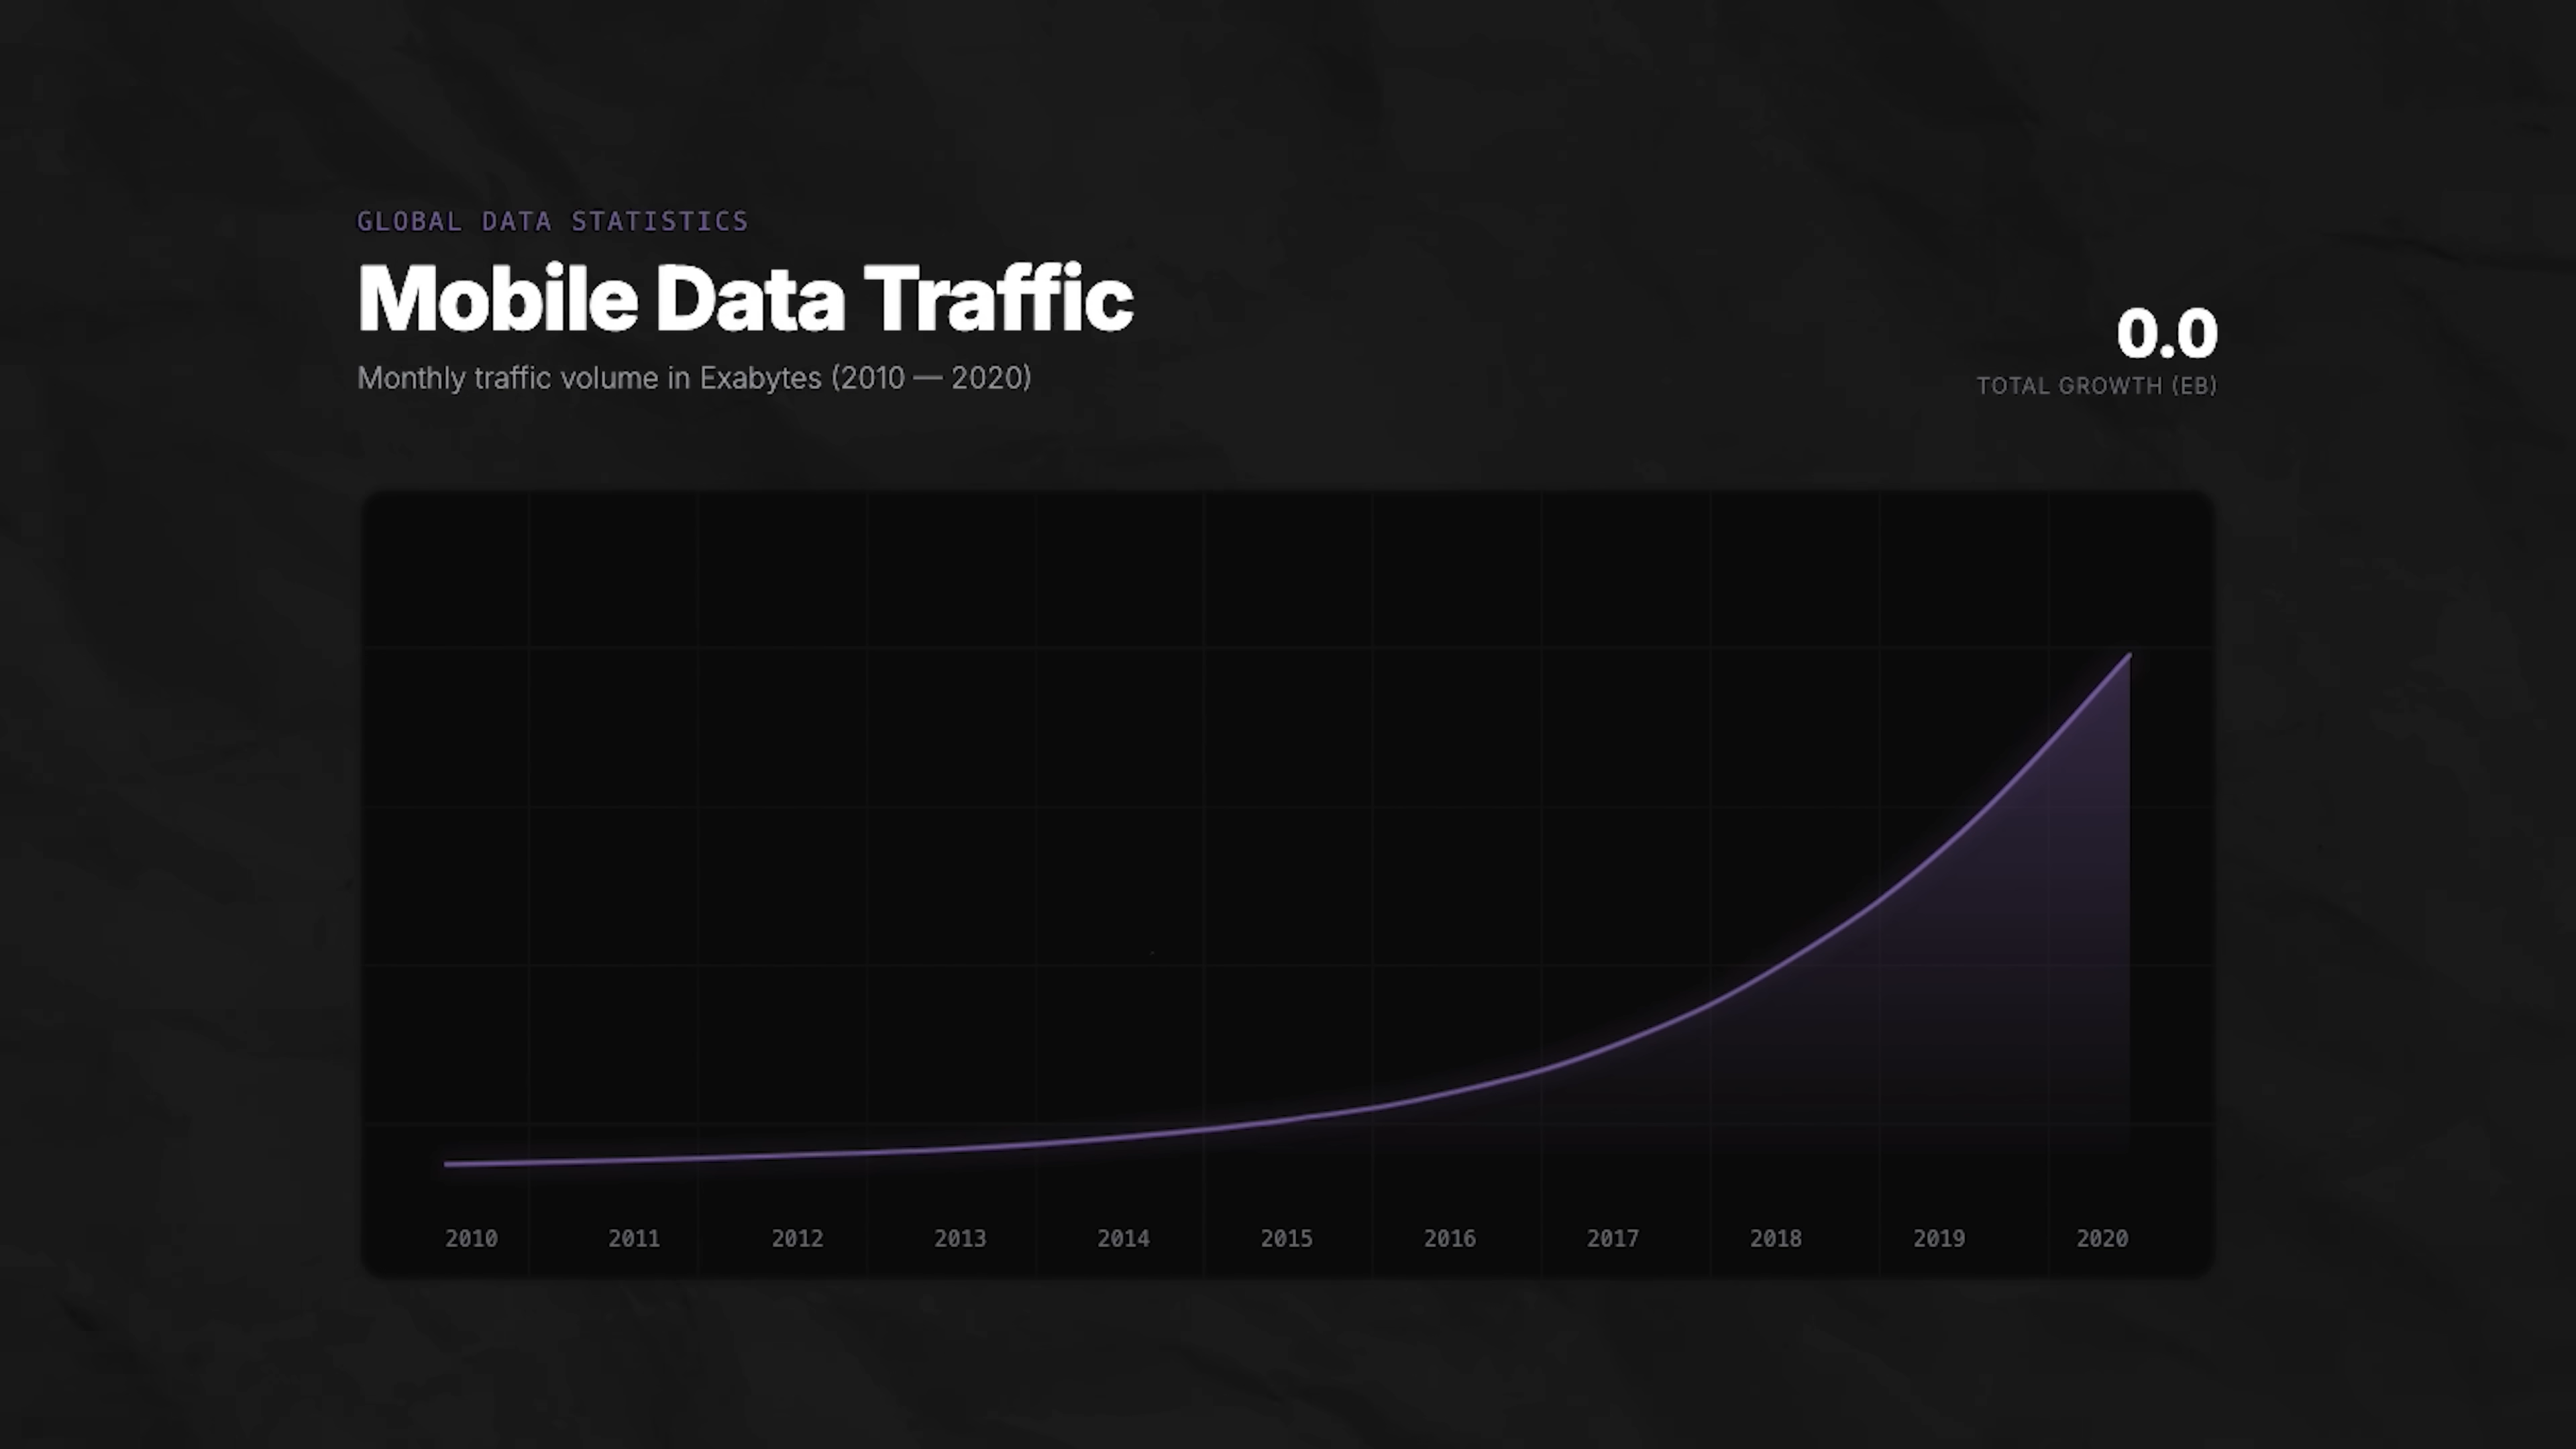 GLOBAL DATA STATISTICS
Mobile Data Traffic
Monthly traffic volume in Exabytes (2010 — 2020)
0.0
TOTAL GROWTH (EB)
2010 2011 2012 2013 2014 2015 2016 2017 2018 2019 2020